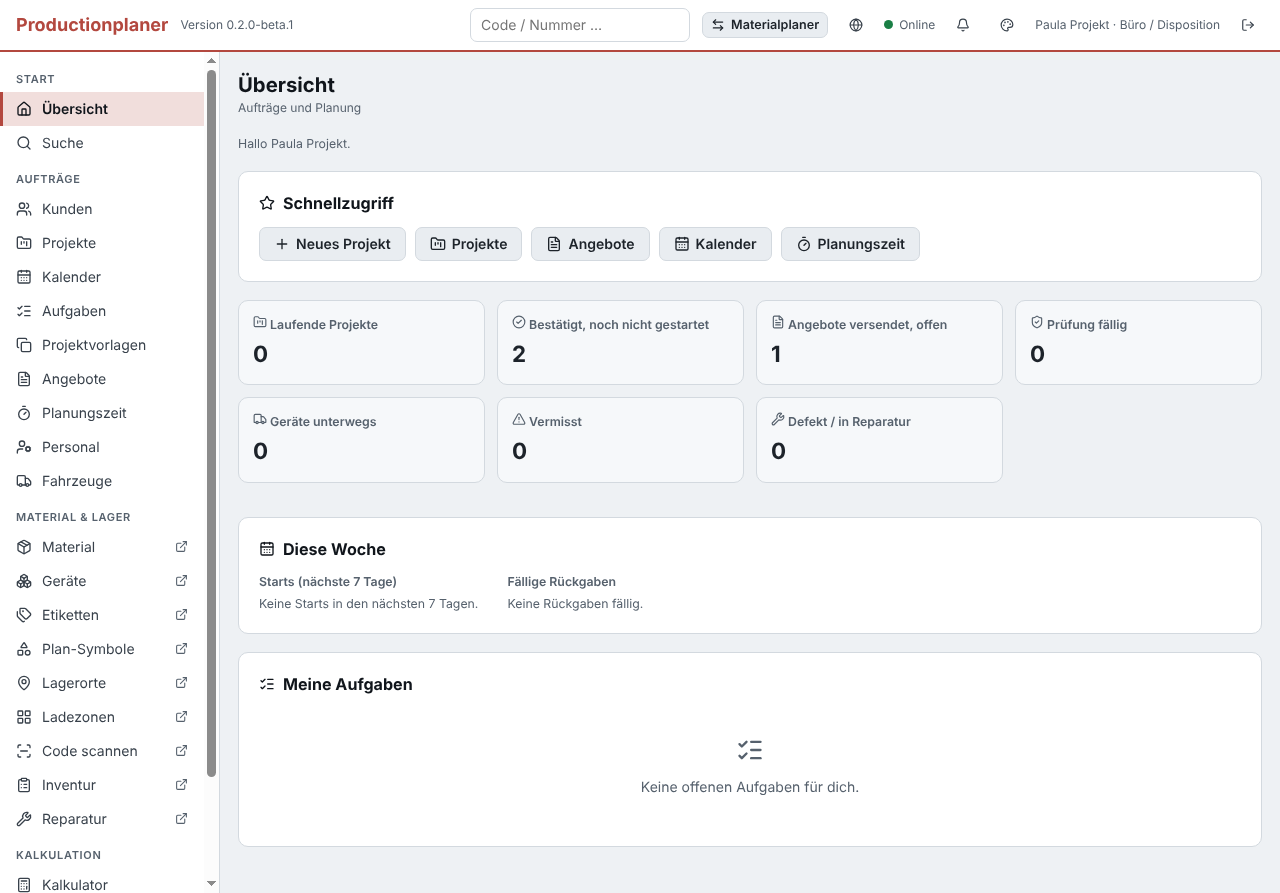 Productionplaner
Version 0.2.0-beta.1
Code / Nummer ...
Materialplaner
Online
Paula Projekt · Büro / Disposition
START
Übersicht
Suche
AUFTRÄGE
Kunden
Projekte
Kalender
Aufgaben
Projektvorlagen
Angebote
Planungszeit
Personal
Fahrzeuge
MATERIAL & LAGER
Material
Geräte
Etiketten
Plan-Symbole
Lagerorte
Ladezonen
Code scannen
Inventur
Reparatur
KALKULATION
Kalkulator
Übersicht
Aufträge und Planung
Hallo Paula Projekt.
Schnellzugriff
Neues Projekt
Projekte
Angebote
Kalender
Planungszeit
Laufende Projekte
0
Bestätigt, noch nicht gestartet
2
Angebote versendet, offen
1
Prüfung fällig
0
Geräte unterwegs
0
Vermisst
0
Defekt / in Reparatur
0
Diese Woche
Starts (nächste 7 Tage)
Keine Starts in den nächsten 7 Tagen.
Fällige Rückgaben
Keine Rückgaben fällig.
Meine Aufgaben
Keine offenen Aufgaben für dich.